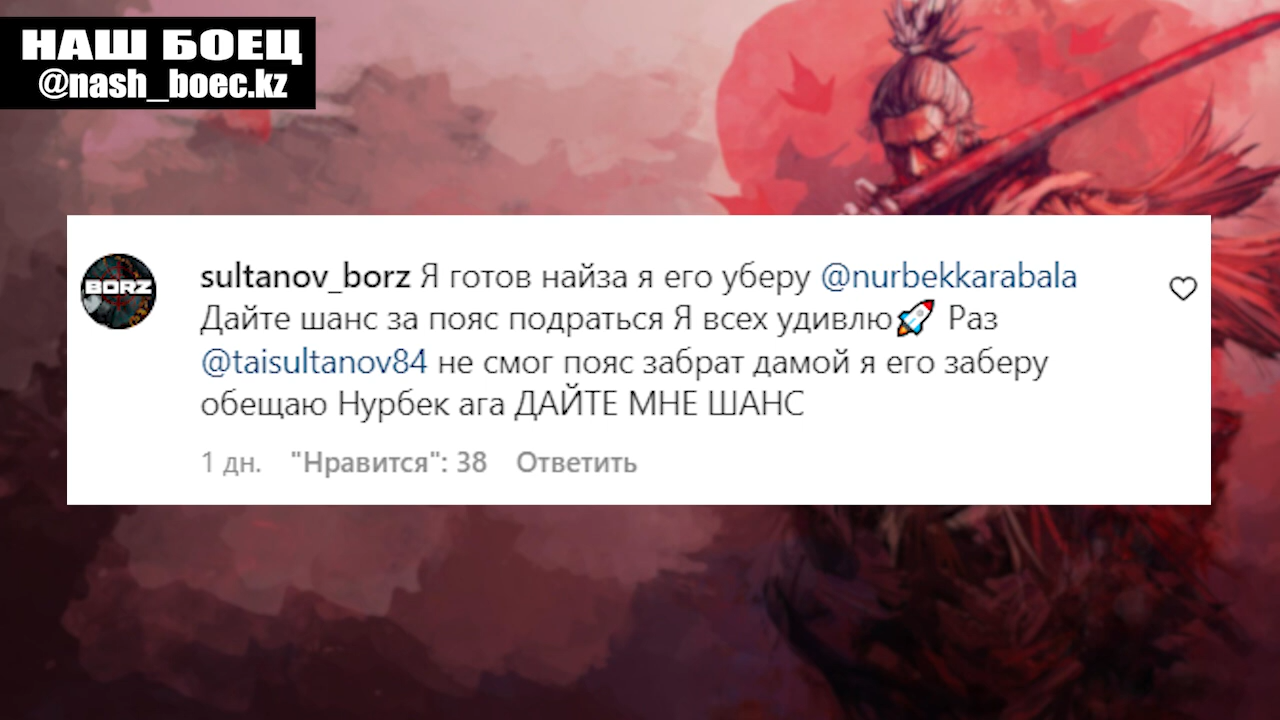 НАШ БОЕЦ
@nash_boec.kz
BORZ
sultanov_borz Я готов найза я его уберу @nurbekkarabala
Дайте шанс за пояс подраться Я всех удивлю🚀 Раз
@taisultanov84 не смог пояс забрат дамой я его заберу
обещаю Нурбек ага ДАЙТЕ МНЕ ШАНС
1 дн. "Нравится": 38 Ответить